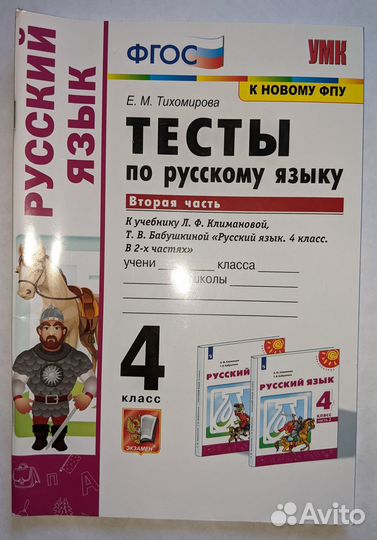 РУССКИЙ ЯЗЫК
ФГОС
УМК
К НОВОМУ ФПУ
Е. М. Тихомирова
ТЕСТЫ
по русскому языку
Вторая часть
К учебнику Л. Ф. Климановой,
Т. В. Бабушкиной «Русский язык. 4 класс.
В 2-х частях»
учени класса
школы
4
класс
ЭКЗАМЕН
РУССКИЙ
РУССКИЙ ЯЗЫК
4
КЛАСС
Avito